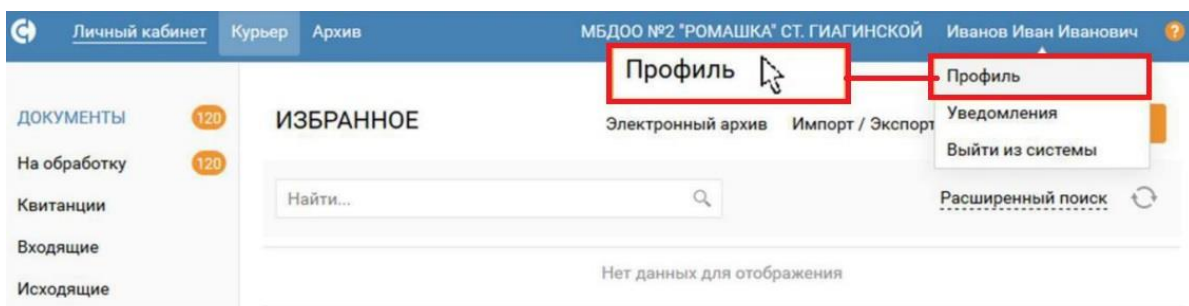 Личный кабинет Курьер Архив МБДОО №2 "РОМАШКА" СТ. ГИАГИНСКОЙ Иванов Иван Иванович ?
Профиль Профиль
ДОКУМЕНТЫ 120 ИЗБРАННОЕ Электронный архив Импорт / Экспорт Уведомления
На обработку 120 Выйти из системы
Квитанции Найти... Расширенный поиск
Входящие
Нет данных для отображения
Исходящие